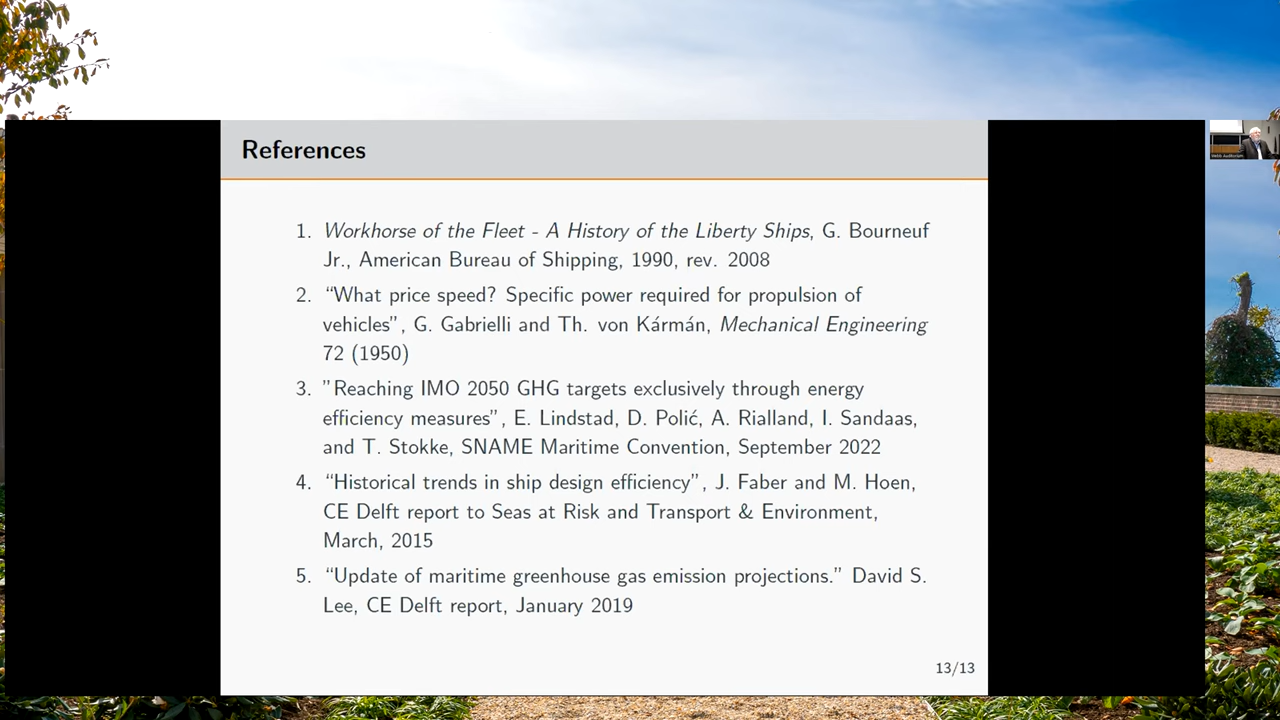 References
1. Workhorse of the Fleet - A History of the Liberty Ships, G. Bourneuf
Jr., American Bureau of Shipping, 1990, rev. 2008
2. “What price speed? Specific power required for propulsion of
vehicles”, G. Gabrielli and Th. von Kármán, Mechanical Engineering
72 (1950)
3. ”Reaching IMO 2050 GHG targets exclusively through energy
efficiency measures”, E. Lindstad, D. Polić, A. Rialland, I. Sandaas,
and T. Stokke, SNAME Maritime Convention, September 2022
4. “Historical trends in ship design efficiency”, J. Faber and M. Hoen,
CE Delft report to Seas at Risk and Transport & Environment,
March, 2015
5. “Update of maritime greenhouse gas emission projections.” David S.
Lee, CE Delft report, January 2019
13/13